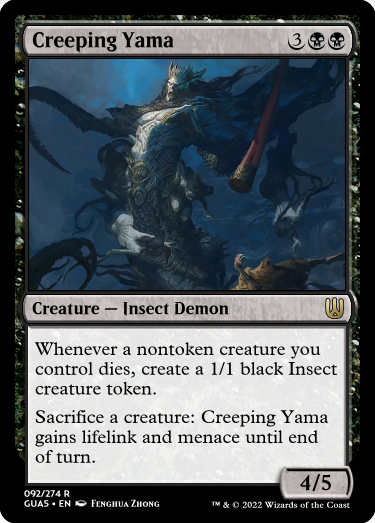 Creeping Yama 3
Creature — Insect Demon
Whenever a nontoken creature you
control dies, create a 1/1 black Insect
creature token.
Sacrifice a creature: Creeping Yama
gains lifelink and menace until end
of turn.
4/5
092/274 R
GUA5 • EN Fenghua Zhong
™ & © 2022 Wizards of the Coast